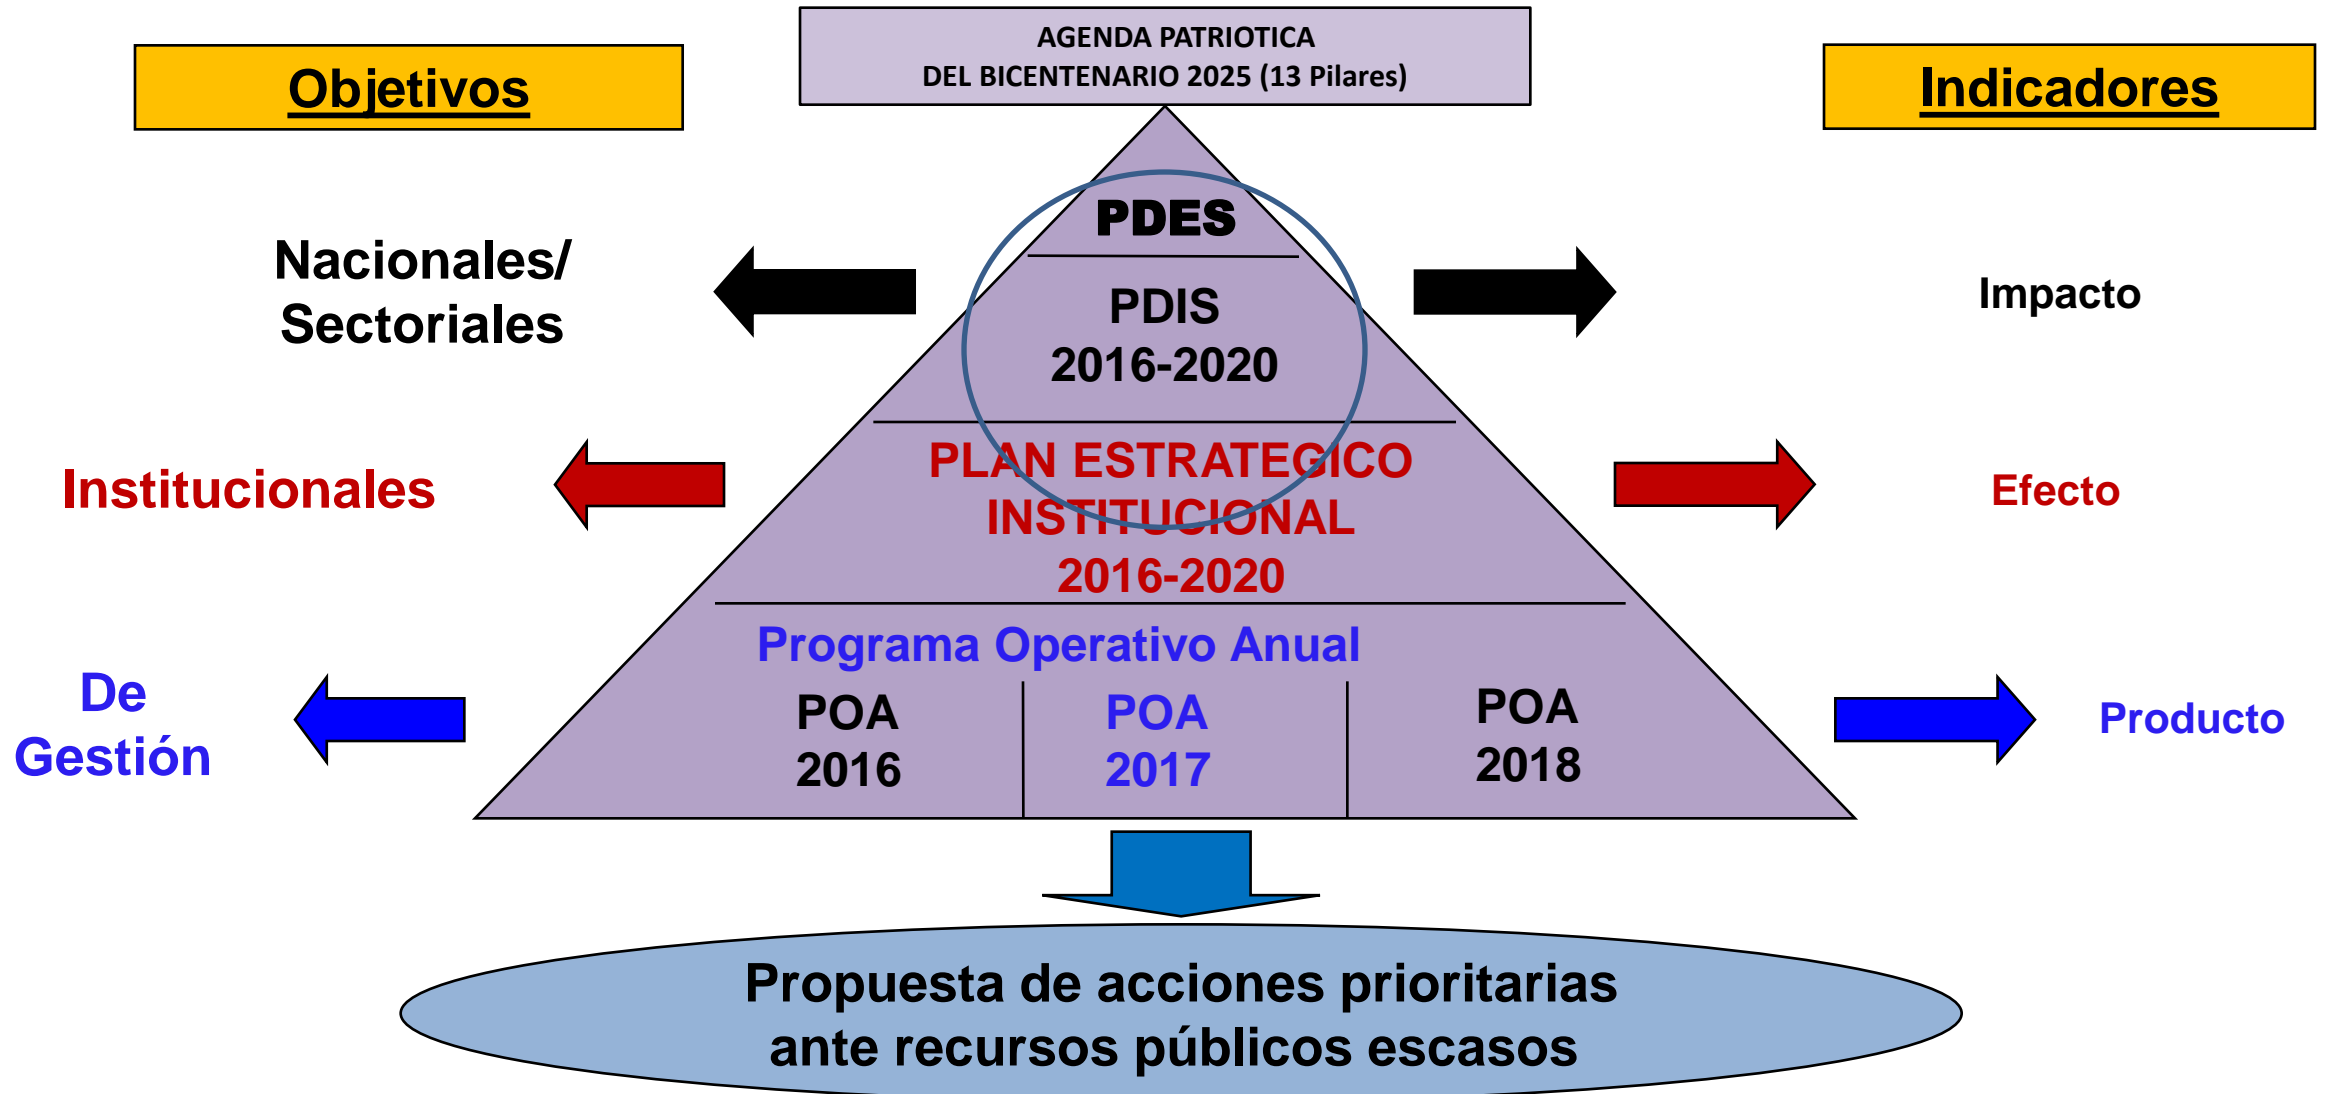 AGENDA PATRIOTICA
DEL BICENTENARIO 2025 (13 Pilares)
Objetivos
Indicadores
PDES
Nacionales/
Sectoriales
PDIS
2016-2020
Impacto
PLAN ESTRATEGICO
INSTITUCIONAL
2016-2020
Institucionales
Efecto
Programa Operativo Anual
De
Gestión
POA
2016
POA
2017
POA
2018
Producto
Propuesta de acciones prioritarias
ante recursos públicos escasos